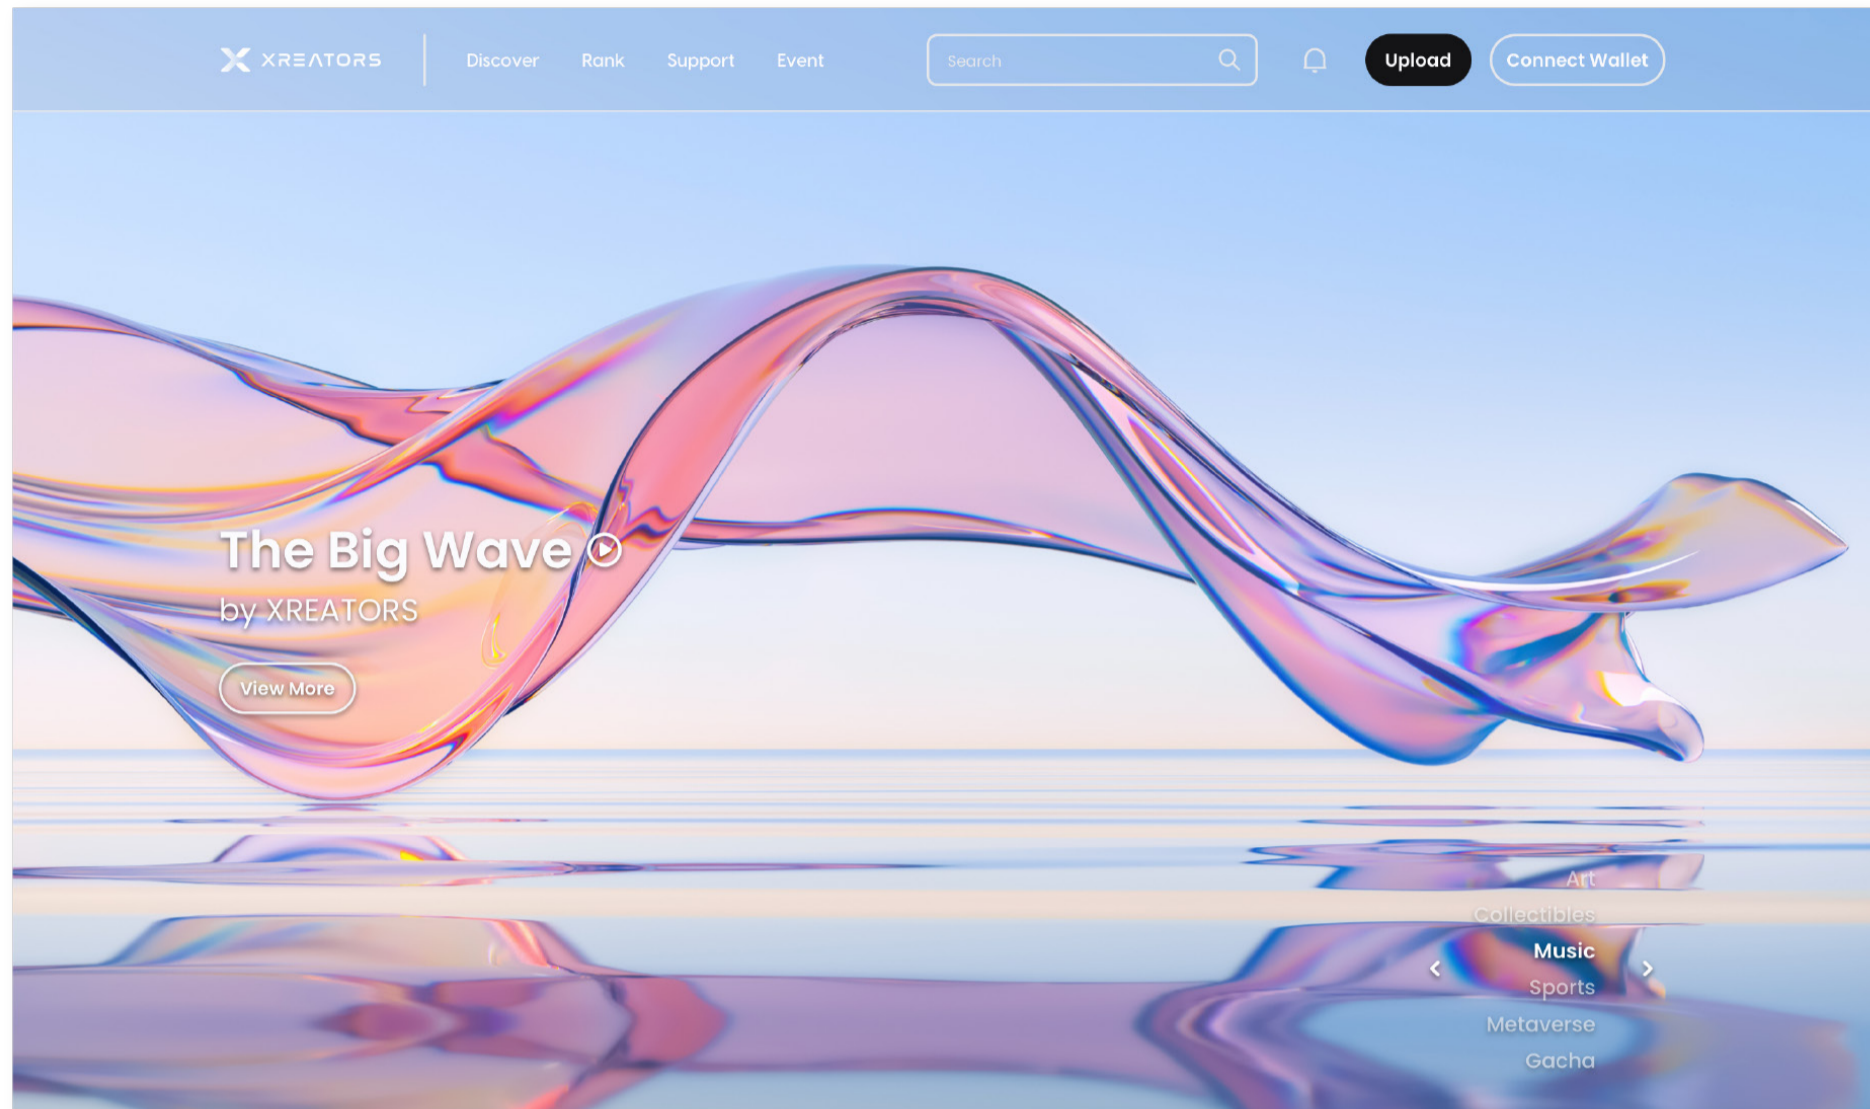 XREATORS Discover Rank Support Event Search Upload Connect Wallet
The Big Wave
by XREATORS
View More
Art
Collectibles
Music
Sports
Metaverse
Gacha